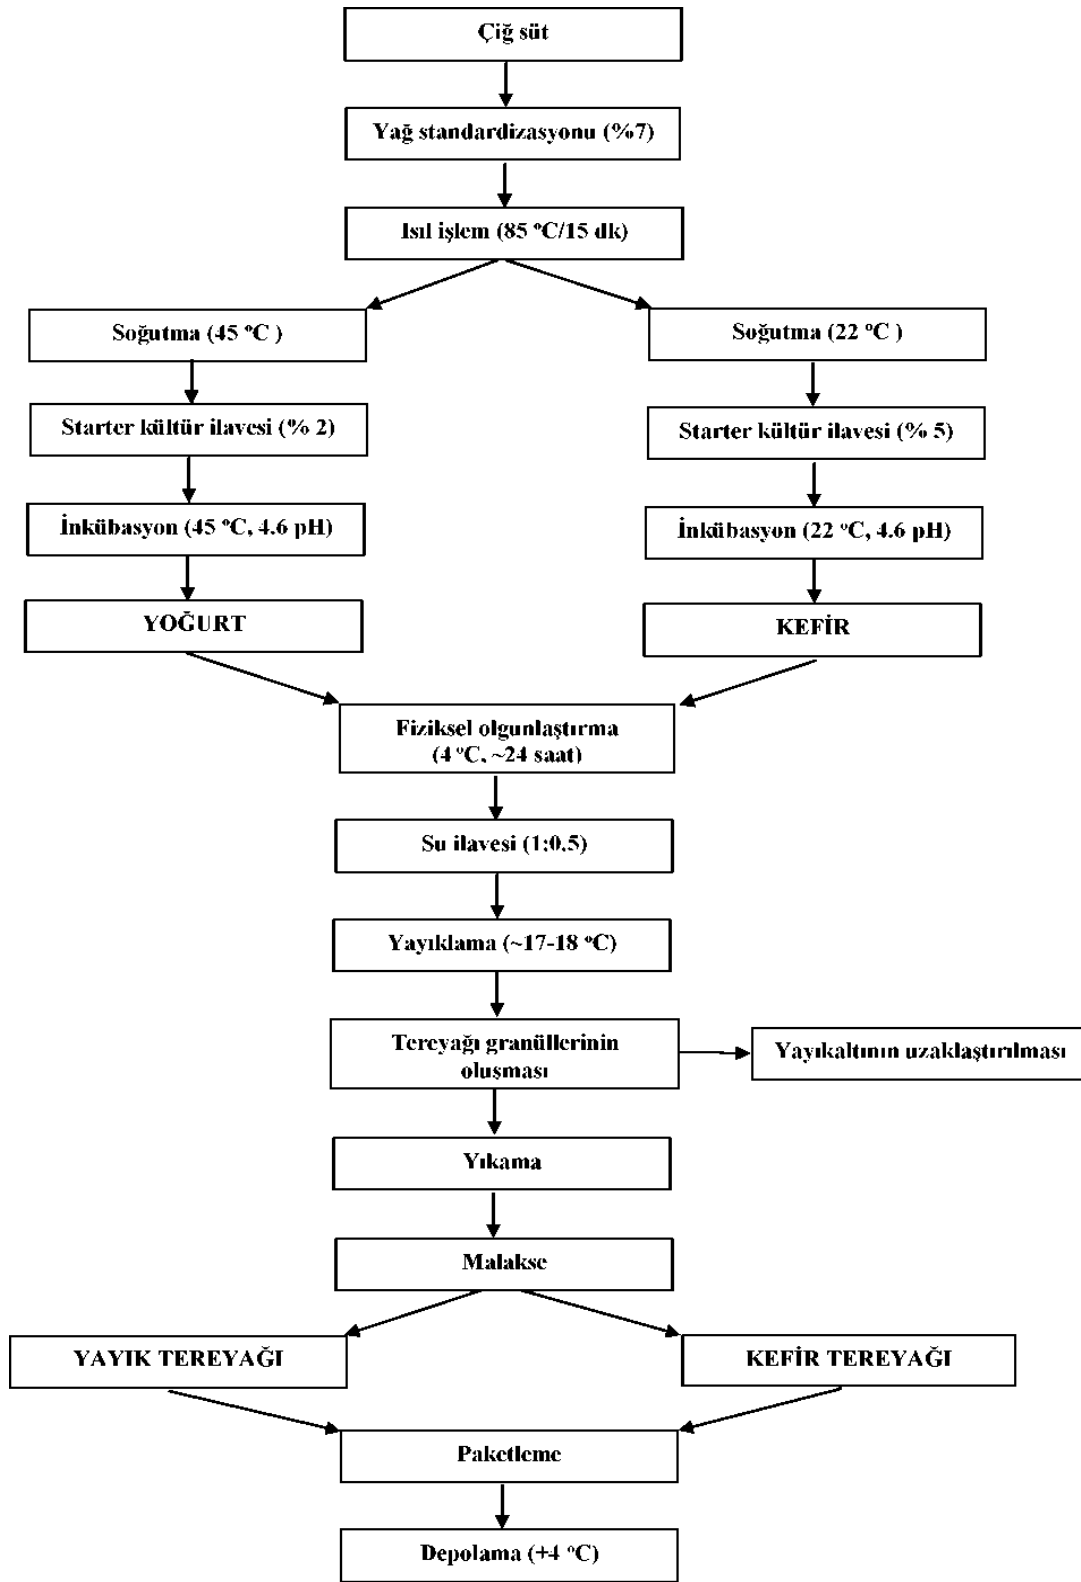 Çiğ süt
Yağ standardizasyonu (%7)
Isıl işlem (85 ºC/15 dk)
Soğutma (45 ºC )
Soğutma (22 ºC )
Starter kültür ilavesi (% 2)
Starter kültür ilavesi (% 5)
İnkübasyon (45 ºC, 4.6 pH)
İnkübasyon (22 ºC, 4.6 pH)
YOĞURT
KEFİR
Fiziksel olgunlaştırma
(4 ºC, ~24 saat)
Su ilavesi (1:0.5)
Yayıklama (~17-18 ºC)
Tereyağı granüllerinin
oluşması
Yayıkaltının uzaklaştırılması
Yıkama
Malakse
YAYIK TEREYAĞI
KEFİR TEREYAĞI
Paketleme
Depolama (+4 ºC)